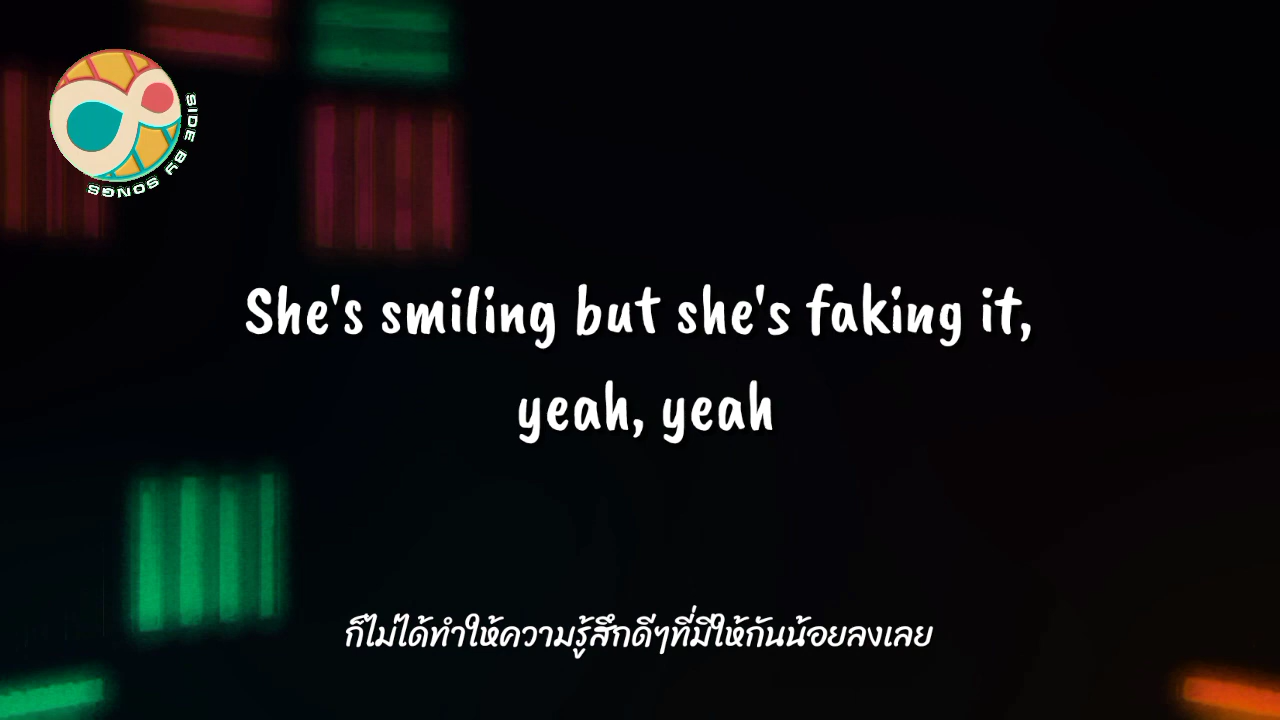 SIDE BY SONGS
She's smiling but she's faking it,
yeah, yeah
ก็ไม่ได้ทำให้ความรู้สึกดีๆที่มีให้กันน้อยลงเลย